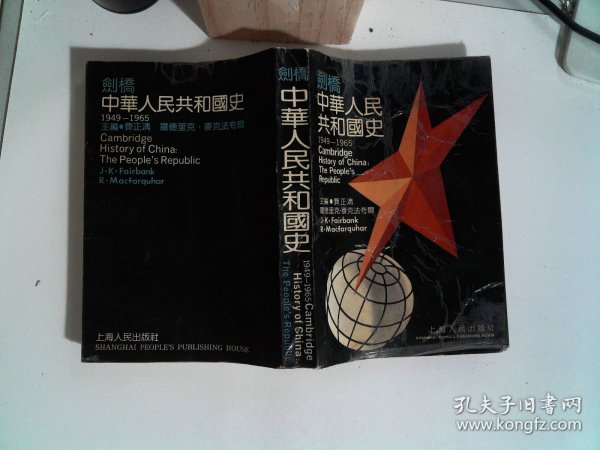 劍橋
中華人民共和國史
1949—1965
主編●費正清 羅德里克·麥克法夸爾
Cambridge
History of China:
The People's Republic
J·K·Fairbank
R·Macfarquhar
上海人民出版社
SHANGHAI PEOPLE'S PUBLISHING HOUSE
劍橋
中華人民共和國史
1949—1965 Cambridge
History of Shina:
The People's Republic
劍橋
中華人民
共和國史
1949—1965
Cambridge
History of China:
The People's
Republic
主編●費正清
羅德里克·麥克法夸爾
J·K·Fairbank
R·Macfarquhar
上海人民出版社
SHANGHAI PEOPLE'S PUBLISHING HOUSE
孔夫子旧书网
www.kongfz.com